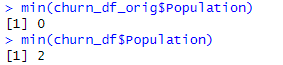 > min(churn_df_orig$Population)
[1] 0
> min(churn_df$Population)
[1] 2